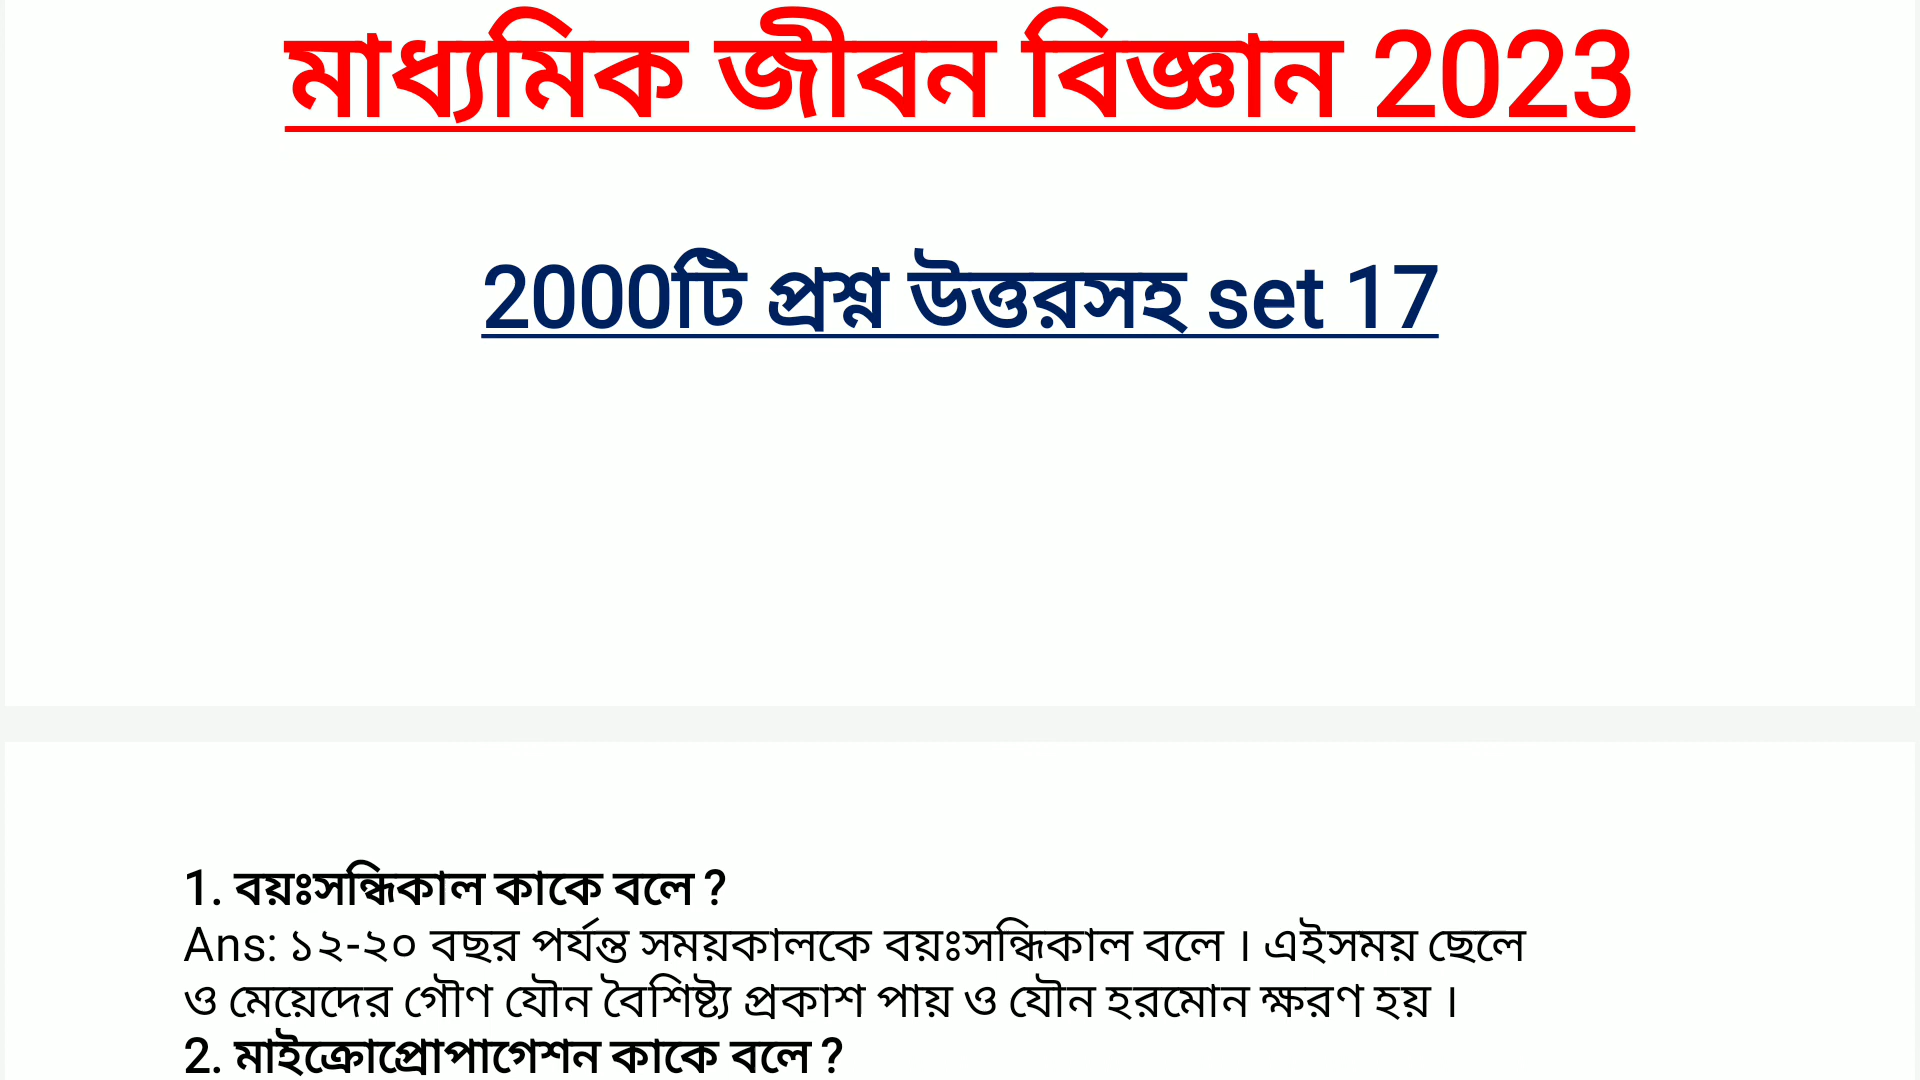 মাধ্যমিক জীবন বিজ্ঞান 2023
2000টি প্রশ্ন উত্তরসহ set 17
1. বয়ঃসন্ধিকাল কাকে বলে ?
Ans: ১২-২০ বছর পর্যন্ত সময়কালকে বয়ঃসন্ধিকাল বলে । এইসময় ছেলে
ও মেয়েদের গৌণ যৌন বৈশিষ্ট্য প্রকাশ পায় ও যৌন হরমোন ক্ষরণ হয় ।
2. মাইক্রোপ্রোপাগেশন কাকে বলে ?